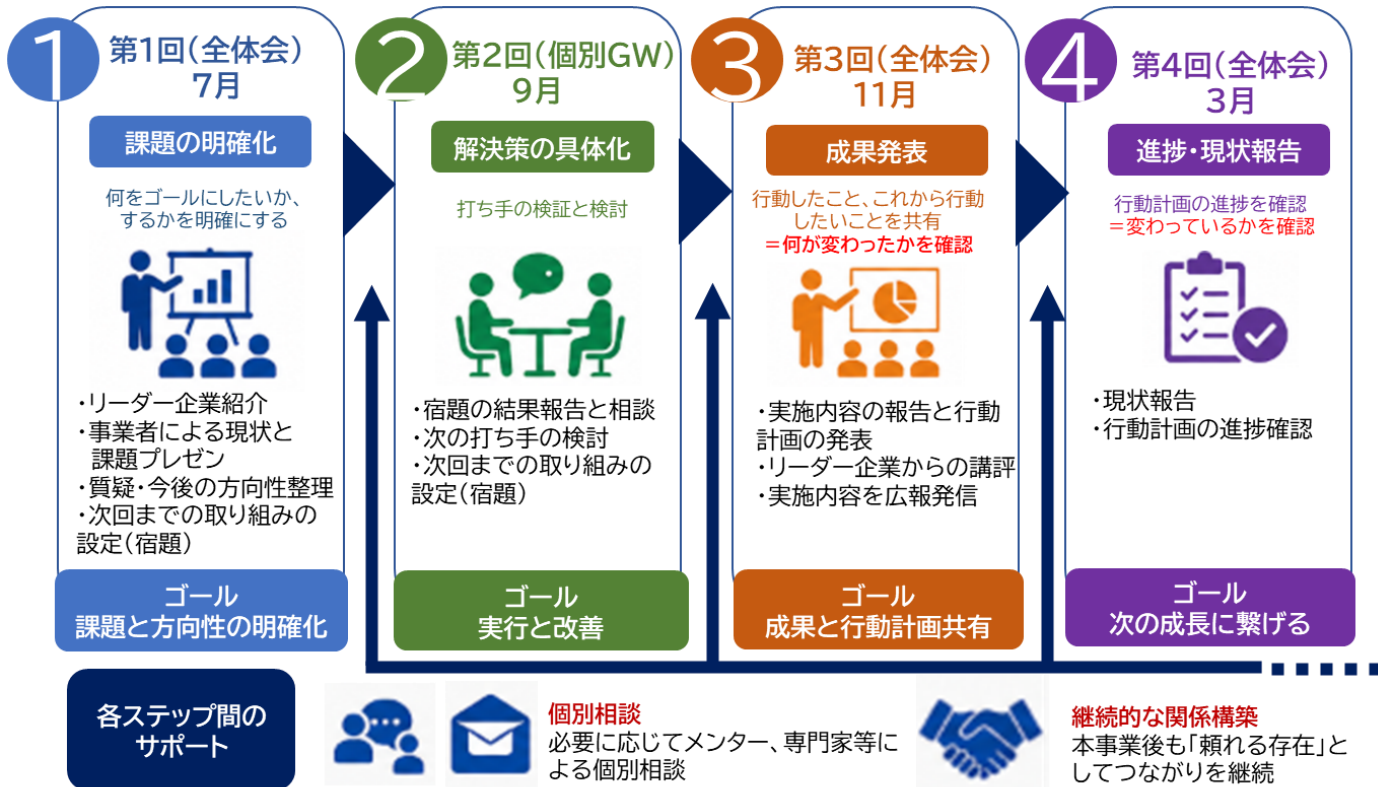 1
第1回(全体会)
7月
課題の明確化
何をゴールにしたいか、
するかを明確にする
・リーダー企業紹介
・事業者による現状と
課題プレゼン
・質疑・今後の方向性整理
・次回までの取り組みの
設定(宿題)
ゴール
課題と方向性の明確化
2
第2回(個別GW)
9月
解決策の具体化
打ち手の検証と検討
・宿題の結果報告と相談
・次の打ち手の検討
・次回までの取り組みの
設定(宿題)
ゴール
実行と改善
3
第3回(全体会)
11月
成果発表
行動したこと、これから行動
したいことを共有
＝何が変わったかを確認
・実施内容の報告と行動
計画の発表
・リーダー企業からの講評
・実施内容を広報発信
ゴール
成果と行動計画共有
4
第4回(全体会)
3月
進捗・現状報告
行動計画の進捗を確認
＝変わっているかを確認
・現状報告
・行動計画の進捗確認
ゴール
次の成長に繋げる
各ステップ間の
サポート
個別相談
必要に応じてメンター、専門家等に
よる個別相談
継続的な関係構築
本事業後も「頼れる存在」と
してつながりを継続